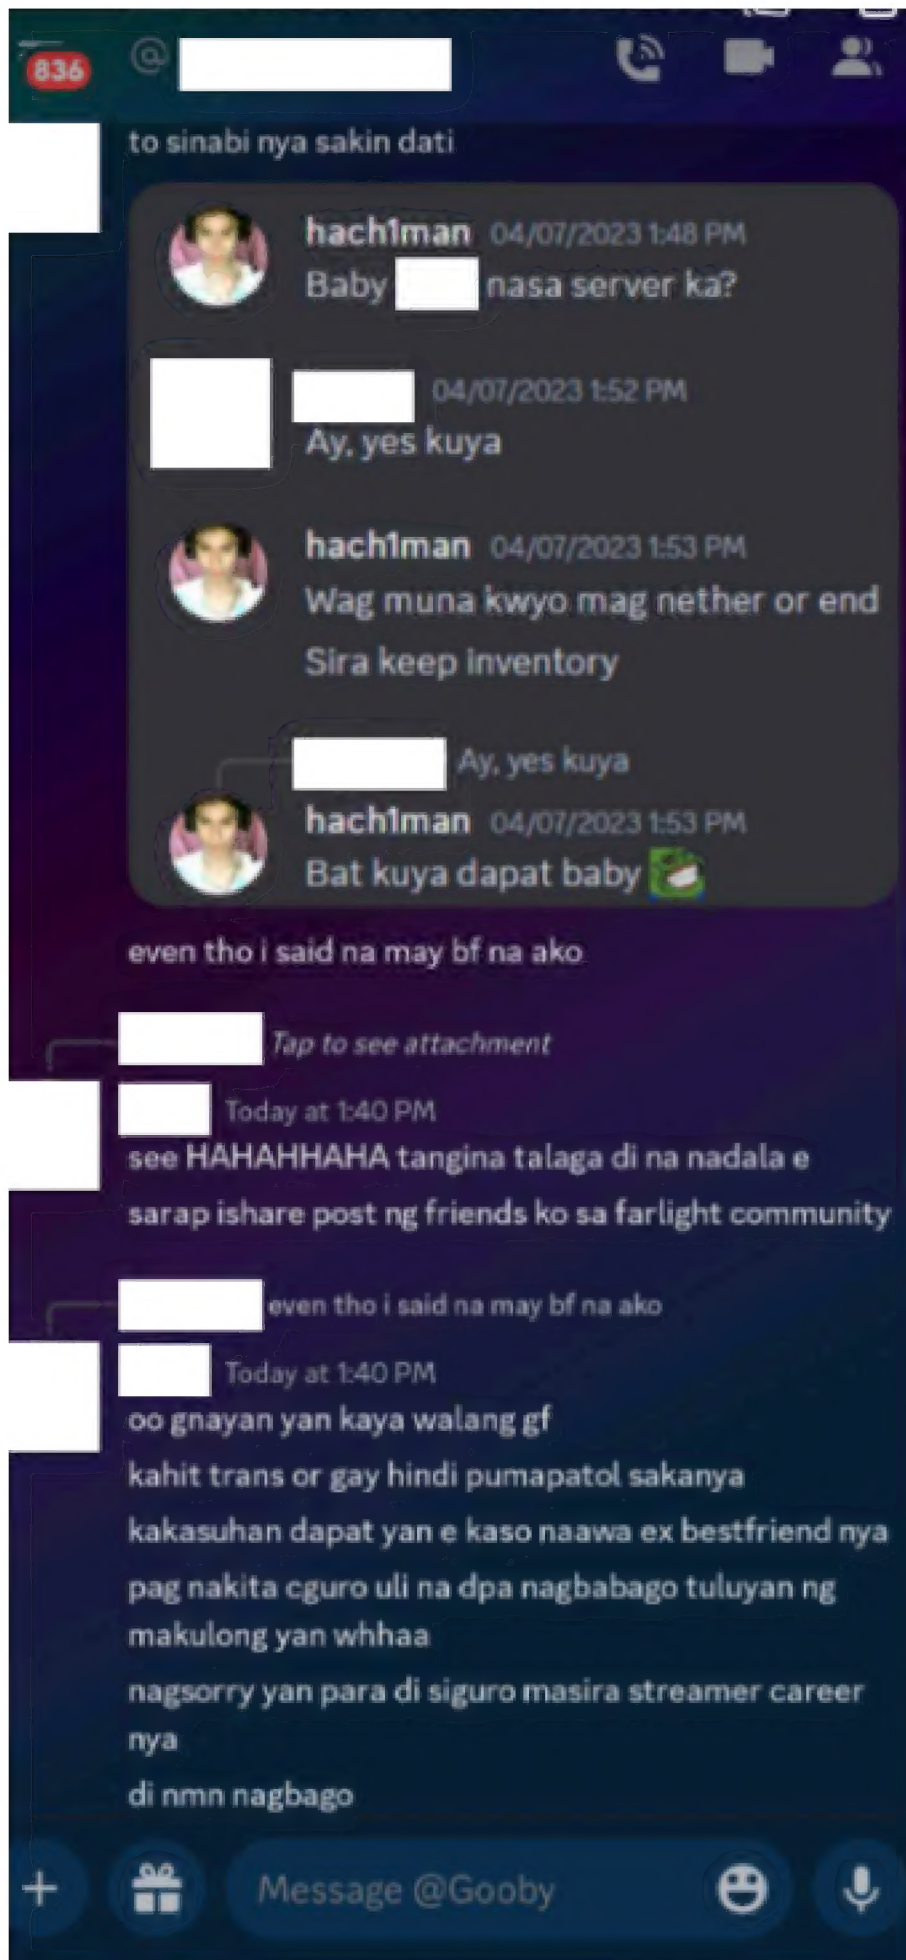 836
@
to sinabi nya sakin dati
hach1man 04/07/2023 1:48 PM
Baby nasa server ka?
04/07/2023 1:52 PM
Ay, yes kuya
hach1man 04/07/2023 1:53 PM
Wag muna kwyo mag nether or end
Sira keep inventory
Ay, yes kuya
hach1man 04/07/2023 1:53 PM
Bat kuya dapat baby
even tho i said na may bf na ako
Tap to see attachment
Today at 1:40 PM
see HAHAHHAHA tangina talaga di na nadala e
sarap ishare post ng friends ko sa farlight community
even tho i said na may bf na ako
Today at 1:40 PM
oo gnayan yan kaya walang gf
kahit trans or gay hindi pumapatol sakanya
kakasuhan dapat yan e kaso naawa ex bestfriend nya
pag nakita cguro uli na dpa nagbabago tuluyan ng
makulong yan whhaa
nagsorry yan para di siguro masira streamer career
nya
di nmn nagbago
Message @Gooby